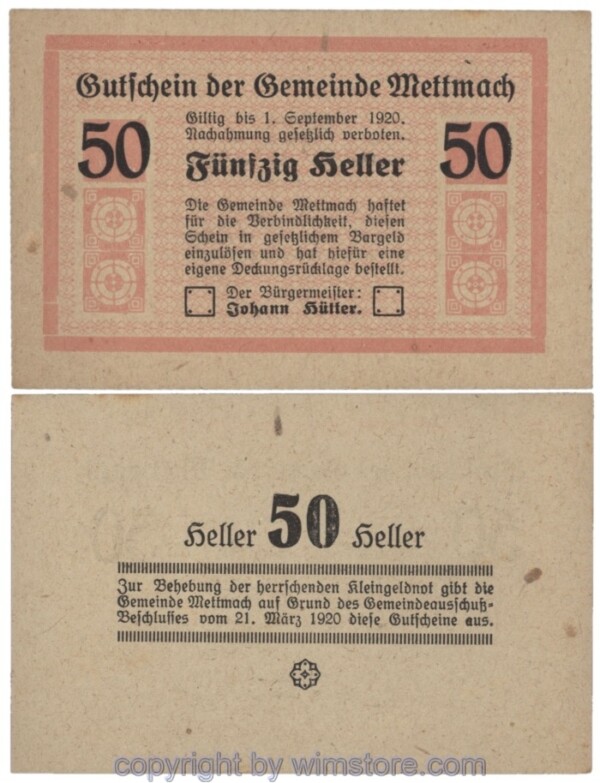 Gutschein der Gemeinde Mettmach
50
Giltig bis 1. September 1920.
Nachahmung gesetzlich verboten.
Fünfzig Heller
50
Die Gemeinde Mettmach haftet
für die Verbindlichkeit, diesen
Schein in gesetzlichem Bargeld
einzulösen und hat hiefür eine
eigene Deckungsrücklage bestellt.
Der Bürgermeister:
Johann Hütter.
Heller 50 Heller
Zur Behebung der herrschenden Kleingeldnot gibt die
Gemeinde Mettmach auf Grund des Gemeindeausschuß-
Beschlusses vom 21. März 1920 diese Gutscheine aus.
copyright by wimstore.com